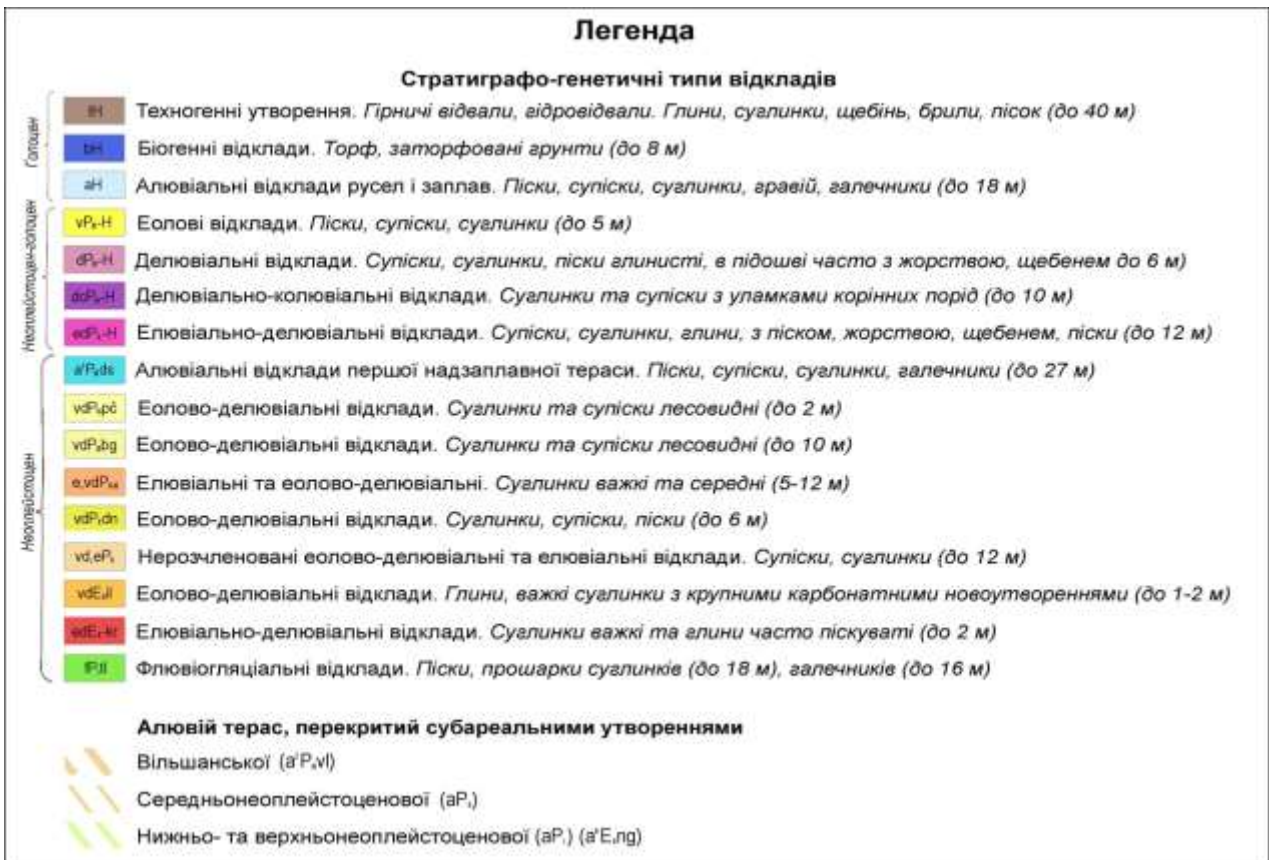 Легенда
Стратиграфо-генетичні типи відкладів
Голоцен
tH Техногенні утворення. Гірничі відвали, гідровідвали. Глини, суглинки, щебінь, брили, пісок (до 40 м)
bH Біогенні відклади. Торф, заторфовані грунти (до 8 м)
aH Алювіальні відклади русел і заплав. Піски, супіски, суглинки, гравій, галечники (до 18 м)
Неоплейстоцен-голоцен
Еолові відклади. Піски, супіски, суглинки (до 5 м)
Делювіальні відклади. Супіски, суглинки, піски глинисті, в підошві часто з жорствою, щебенем до 6 м)
Делювіально-колювіальні відклади. Суглинки та супіски з уламками корінних порід (до 10 м)
Елювіально-делювіальні відклади. Супіски, суглинки, глини, з піском, жорствою, щебенем, піски (до 12 м)
Неоплейстоцен
Алювіальні відклади першої надзаплавної тераси. Піски, супіски, суглинки, галечники (до 27 м)
Еолово-делювіальні відклади. Суглинки та супіски лесовидні (до 2 м)
Еолово-делювіальні відклади. Суглинки та супіски лесовидні (до 10 м)
Елювіальні та еолово-делювіальні. Суглинки важкі та середні (5-12 м)
Еолово-делювіальні відклади. Суглинки, супіски, піски (до 6 м)
Нерозчленовані еолово-делювіальні та елювіальні відклади. Супіски, суглинки (до 12 м)
Еолово-делювіальні відклади. Глини, важкі суглинки з крупними карбонатними новоутвореннями (до 1-2 м)
Елювіально-делювіальні відклади. Суглинки важкі та глини часто піскуваті (до 2 м)
Флювіогляціальні відклади. Піски, прошарки суглинків (до 18 м), галечників (до 16 м)
Алювій терас, перекритий субареальними утвореннями
Вільшанської
Середньонеоплейстоценової
Нижньо- та верхньонеоплейстоценової